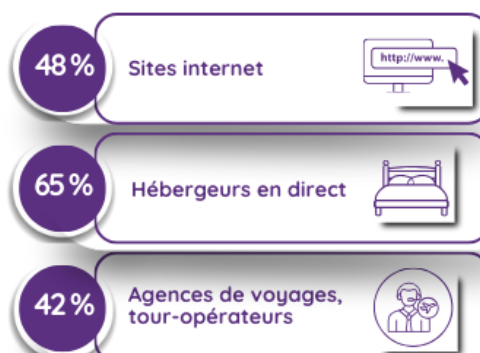 48 %
Sites internet
http://www.
65 %
Hébergeurs en direct
42 %
Agences de voyages,
tour-opérateurs